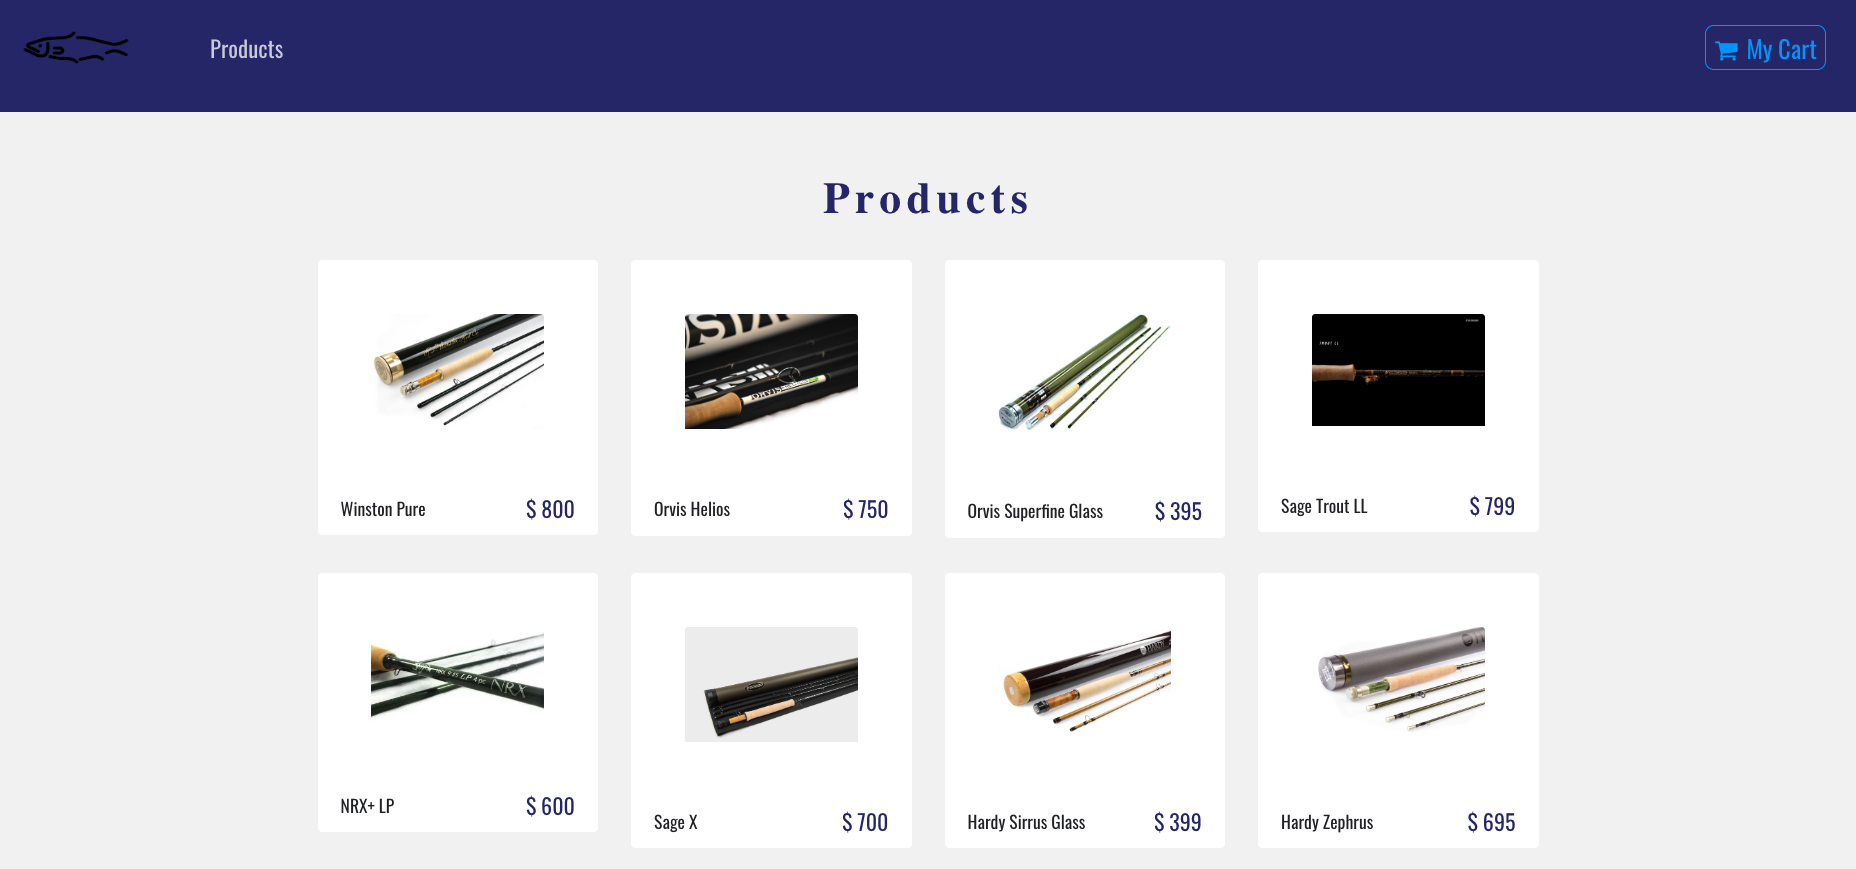 Products
My Cart
Products
Winston Pure
$ 800
Orvis Helios
$ 750
Orvis Superfine Glass
$ 395
Sage Trout LL
$ 799
NRX
NRX+ LP
$ 600
Sage X
$ 700
Hardy Sirrus Glass
$ 399
Hardy Zephrus
$ 695